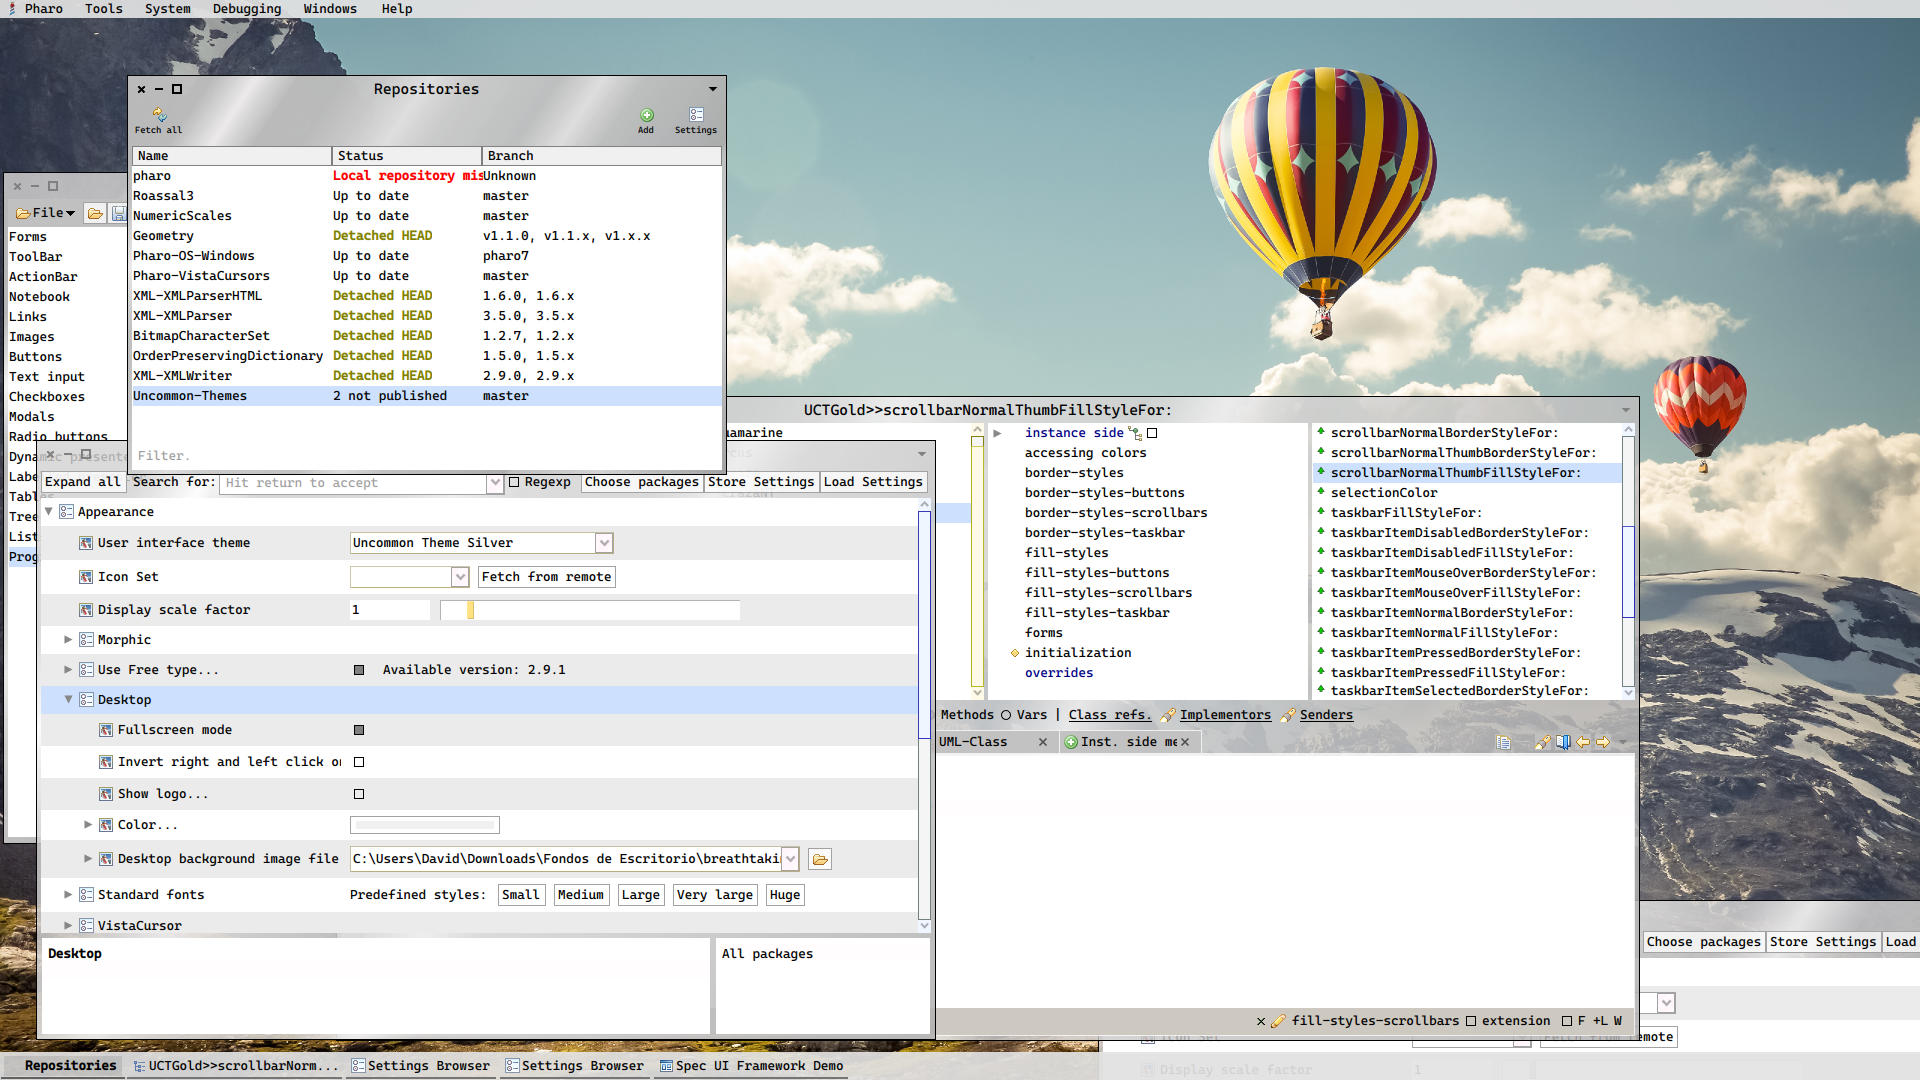 Pharo Tools System Debugging Windows Help
Repositories
Fetch all Add Settings
Name Status Branch
pharo Local repository mis Unknown
Roassal3 Up to date master
NumericScales Up to date master
Geometry Detached HEAD v1.1.0, v1.1.x, v1.x.x
Pharo-OS-Windows Up to date pharo7
Pharo-VistaCursors Up to date master
XML-XMLParserHTML Detached HEAD 1.6.0, 1.6.x
XML-XMLParser Detached HEAD 3.5.0, 3.5.x
BitmapCharacterSet Detached HEAD 1.2.7, 1.2.x
OrderPreservingDictionary Detached HEAD 1.5.0, 1.5.x
XML-XMLWriter Detached HEAD 2.9.0, 2.9.x
Uncommon-Themes 2 not published master
Filter.
File
Forms
ToolBar
ActionBar
Notebook
Links
Images
Buttons
Text input
Checkboxes
Modals
Radio buttons
Dynamic presente
Labe
Table
Tree
List
Prog
Expand all Search for: Hit return to accept Regexp Choose packages Store Settings Load Settings
Appearance
User interface theme Uncommon Theme Silver
Icon Set Fetch from remote
Display scale factor 1
Morphic
Use Free type... Available version: 2.9.1
Desktop
Fullscreen mode
Invert right and left click o
Show logo...
Color...
Desktop background image file C:\Users\David\Downloads\Fondos de Escritorio\breathtaki
Standard fonts Predefined styles: Small Medium Large Very large Huge
VistaCursor
Desktop
All packages
UCTGold>>scrollbarNormalThumbFillStyleFor:
uamarine
instance side
accessing colors
border-styles
border-styles-buttons
border-styles-scrollbars
border-styles-taskbar
fill-styles
fill-styles-buttons
fill-styles-scrollbars
fill-styles-taskbar
forms
initialization
overrides
scrollbarNormalBorderStyleFor:
scrollbarNormalThumbBorderStyleFor:
scrollbarNormalThumbFillStyleFor:
selectionColor
taskbarFillStyleFor:
taskbarItemDisabledBorderStyleFor:
taskbarItemDisabledFillStyleFor:
taskbarItemMouseOverBorderStyleFor:
taskbarItemMouseOverFillStyleFor:
taskbarItemNormalBorderStyleFor:
taskbarItemNormalFillStyleFor:
taskbarItemPressedBorderStyleFor:
taskbarItemPressedFillStyleFor:
taskbarItemSelectedBorderStyleFor:
Methods Vars | Class refs. Implementors Senders
UML-Class Inst. side me
fill-styles-scrollbars extension F +L W
Choose packages Store Settings Load
Icon Set Fetch from remote
Display scale factor 1
Repositories UCTGold>>scrollbarNorm... Settings Browser Settings Browser Spec UI Framework Demo